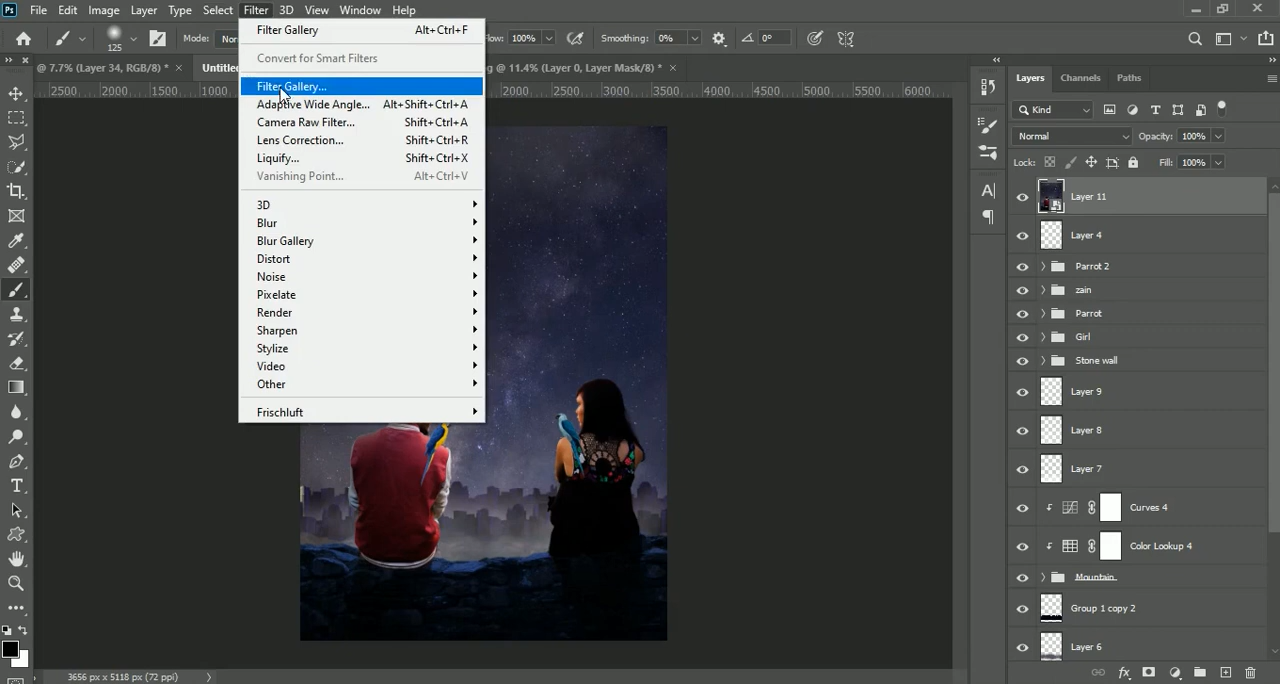 Ps File Edit Image Layer Type Select Filter 3D View Window Help
125 Mode: Flow: 100% Smoothing: 0% 0°
@ 7.7% (Layer 34, RGB/8) * × g @ 11.4% (Layer 0, Layer Mask/8) * ×
2500 2000 1500 1000 2000 2500 3000 3500 4000 4500 5000 5500 6000
Filter Gallery Alt+Ctrl+F
Convert for Smart Filters
Filter Gallery...
Adaptive Wide Angle... Alt+Shift+Ctrl+A
Camera Raw Filter... Shift+Ctrl+A
Lens Correction... Shift+Ctrl+R
Liquify... Shift+Ctrl+X
Vanishing Point... Alt+Ctrl+V
3D
Blur
Blur Gallery
Distort
Noise
Pixelate
Render
Sharpen
Stylize
Video
Other
Frischluft
Layers Channels Paths
Kind
Normal Opacity: 100%
Lock: Fill: 100%
Layer 11
Layer 4
Parrot 2
zain
Parrot
Girl
Stone wall
Layer 9
Layer 8
Layer 7
Curves 4
Color Lookup 4
Mountain
Group 1 copy 2
Layer 6
3656 px x 5118 px (72 ppi)